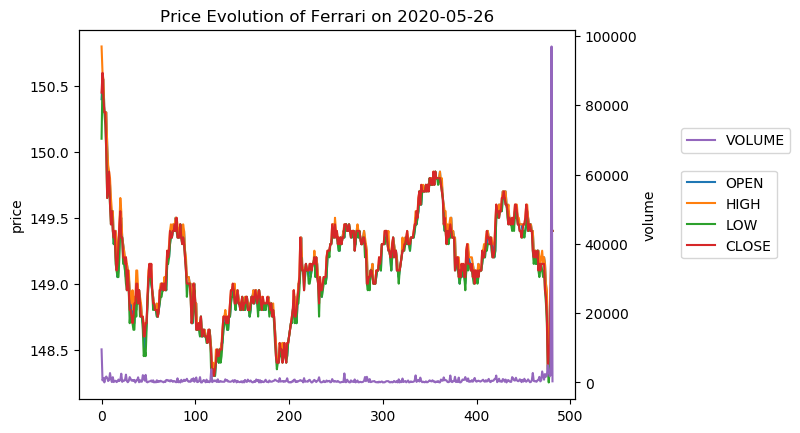 Price Evolution of Ferrari on 2020-05-26
price
150.5
150.0
149.5
149.0
148.5
0
100
200
300
400
500
100000
80000
60000
40000
20000
0
volume
VOLUME
OPEN
HIGH
LOW
CLOSE